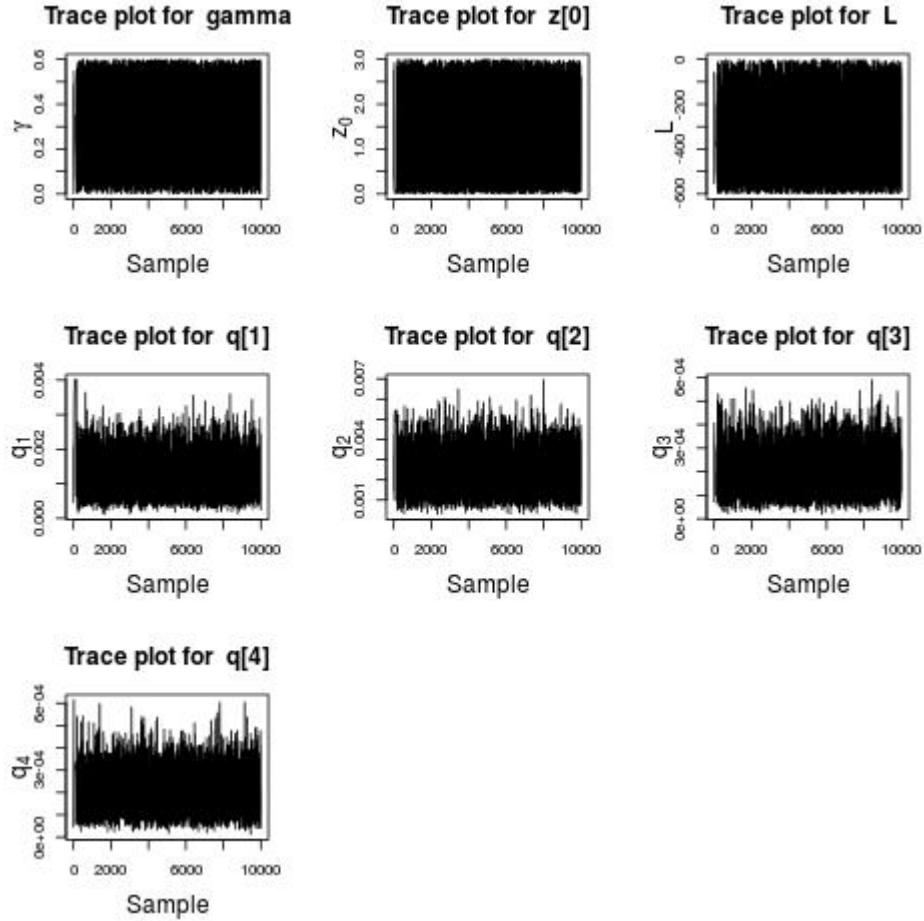 Trace plot for gamma
Trace plot for z[0]
Trace plot for L
γ
0.0 0.2 0.4 0.6
0 2000 6000 10000
Sample
z0
0.0 1.0 2.0 3.0
0 2000 6000 10000
Sample
L
-600 -400 -200 0
0 2000 6000 10000
Sample
Trace plot for q[1]
Trace plot for q[2]
Trace plot for q[3]
q1
0.000 0.002 0.004
0 2000 6000 10000
Sample
q2
0.001 0.004 0.007
0 2000 6000 10000
Sample
q3
0e+00 3e-04 6e-04
0 2000 6000 10000
Sample
Trace plot for q[4]
q4
0e+00 3e-04 6e-04
0 2000 6000 10000
Sample